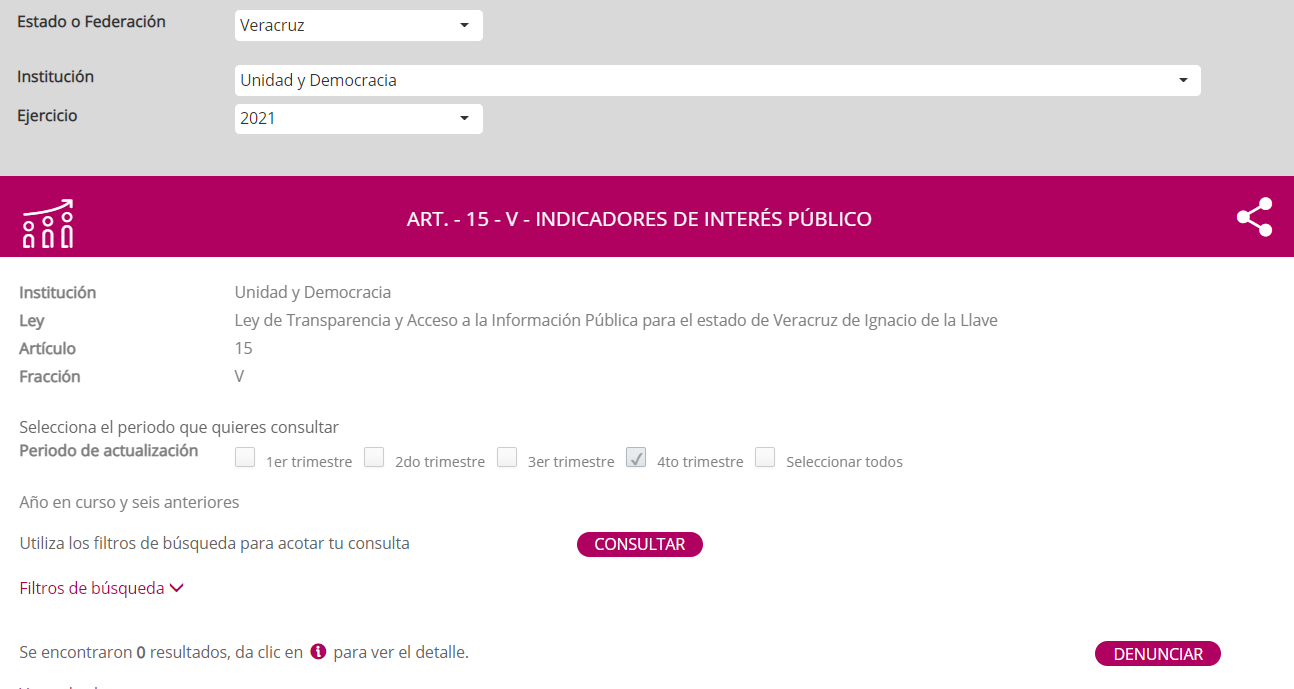 Estado o Federación Veracruz
Institución Unidad y Democracia
Ejercicio 2021
ART. - 15 - V - INDICADORES DE INTERÉS PÚBLICO
Institución Unidad y Democracia
Ley Ley de Transparencia y Acceso a la Información Pública para el estado de Veracruz de Ignacio de la Llave
Artículo 15
Fracción V
Selecciona el periodo que quieres consultar
Periodo de actualización 1er trimestre 2do trimestre 3er trimestre 4to trimestre Seleccionar todos
Año en curso y seis anteriores
Utiliza los filtros de búsqueda para acotar tu consulta CONSULTAR
Filtros de búsqueda
Se encontraron 0 resultados, da clic en i para ver el detalle. DENUNCIAR